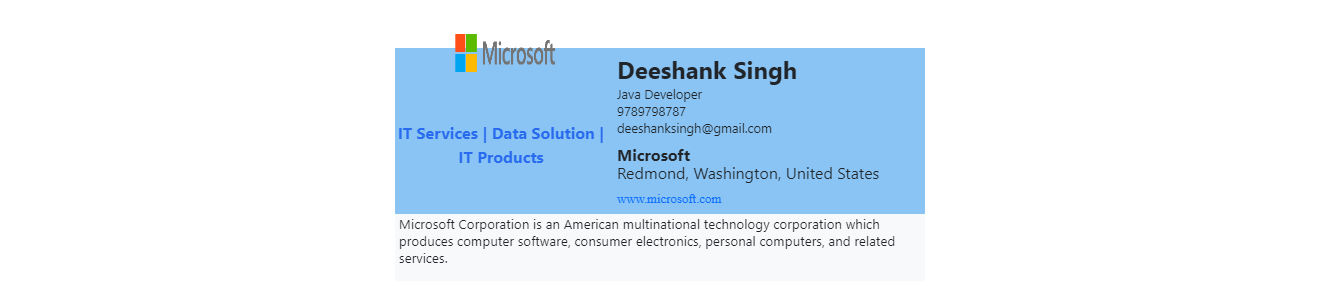 Microsoft
IT Services | Data Solution |
IT Products
Deeshank Singh
Java Developer
9789798787
deeshanksingh@gmail.com
Microsoft
Redmond, Washington, United States
www.microsoft.com
Microsoft Corporation is an American multinational technology corporation which
produces computer software, consumer electronics, personal computers, and related
services.